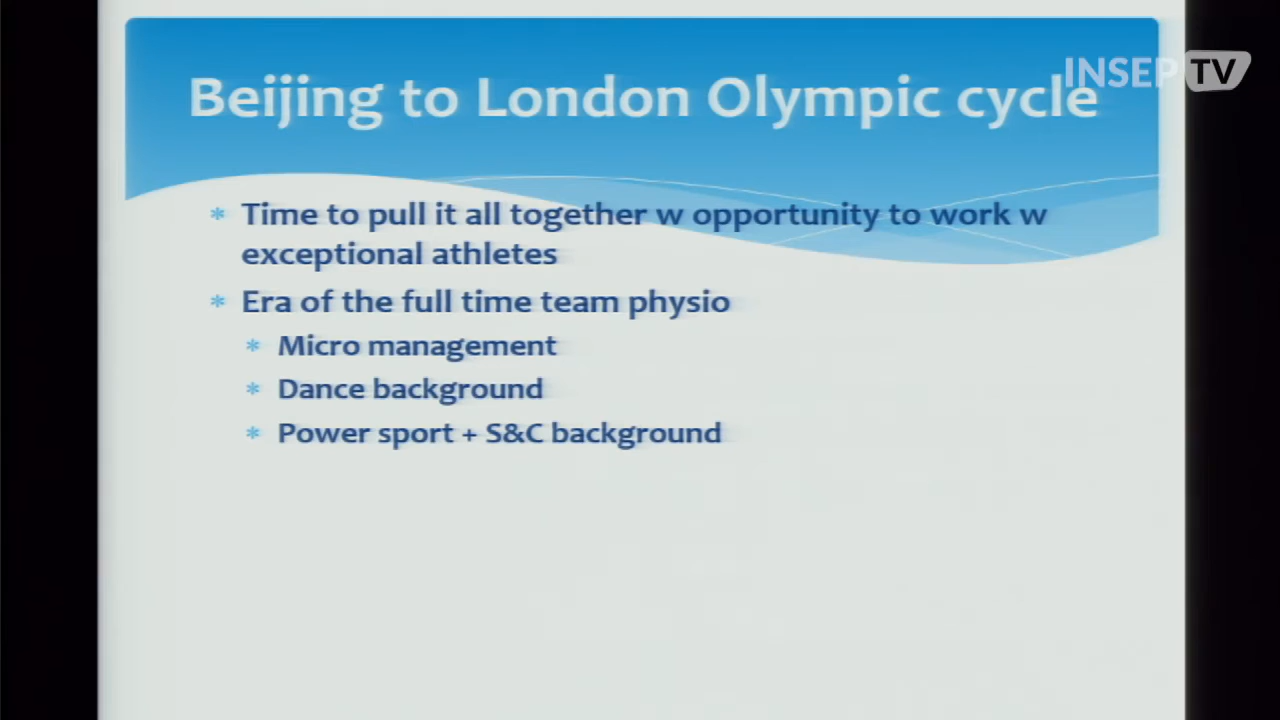 INSEP TV
Beijing to London Olympic cycle
* Time to pull it all together w opportunity to work w
exceptional athletes
* Era of the full time team physio
* Micro management
* Dance background
* Power sport + S&C background